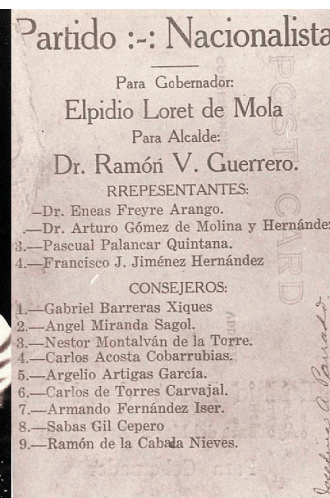 Partido :-: Nacionalista
Para Gobernador:
Elpidio Loret de Mola
Para Alcalde:
Dr. Ramón V. Guerrero.
RREPESENTANTES:
—Dr. Eneas Freyre Arango.
.—Dr. Arturo Gómez de Molina y Hernández
3.—Pascual Palancar Quintana.
4.—Francisco J. Jiménez Hernández
CONSEJEROS:
1.—Gabriel Barreras Xiques
2.—Angel Miranda Sagol.
3.—Nestor Montalván de la Torre.
4.—Carlos Acosta Cobarrubias.
5.—Argelio Artigas García.
6.—Carlos de Torres Carvajal.
7.—Armando Fernández Iser.
8.—Sabas Gil Cepero
9.—Ramón de la Cabada Nieves.
POST CARD